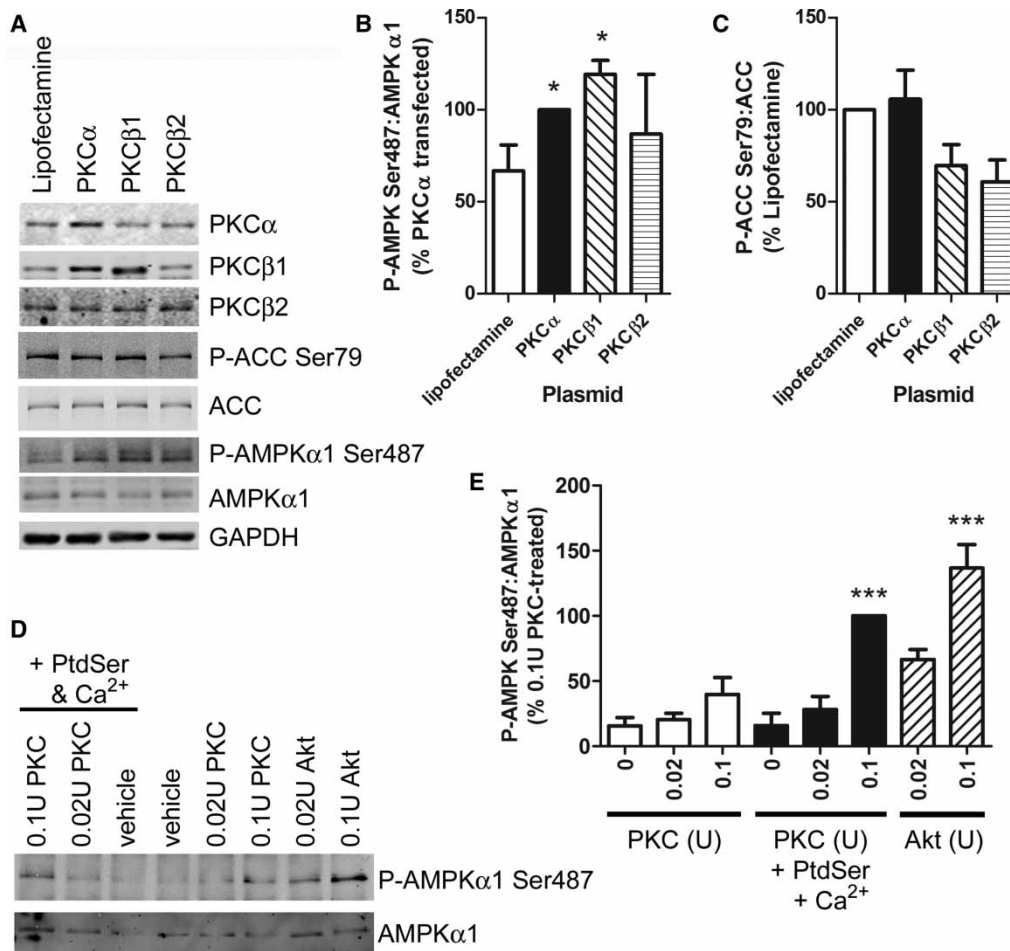 A
Lipofectamine
PKCα
PKCβ1
PKCβ2
PKCα
PKCβ1
PKCβ2
P-ACC Ser79
ACC
P-AMPKα1 Ser487
AMPKα1
GAPDH
B
P-AMPK Ser487:AMPKα1
(% PKCα transfected)
150
100
50
0
*
*
lipofectamine
PKCα
PKCβ1
PKCβ2
Plasmid
C
P-ACC Ser79:ACC
(% Lipofectamine)
150
100
50
0
lipofectamine
PKCα
PKCβ1
PKCβ2
Plasmid
D
+ PtdSer
& Ca2+
0.1U PKC
0.02U PKC
vehicle
vehicle
0.02U PKC
0.1U PKC
0.02U Akt
0.1U Akt
P-AMPKα1 Ser487
AMPKα1
E
P-AMPK Ser487:AMPKα1
(% 0.1U PKC-treated)
200
150
100
50
0
***
***
0
0.02
0.1
0
0.02
0.1
0.02
0.1
PKC (U)
PKC (U)
+ PtdSer
+ Ca2+
Akt (U)